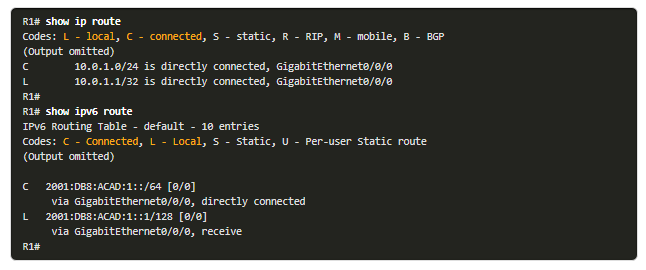 R1# show ip route
Codes: L - local, C - connected, S - static, R - RIP, M - mobile, B - BGP
(Output omitted)
C        10.0.1.0/24 is directly connected, GigabitEthernet0/0/0
L        10.0.1.1/32 is directly connected, GigabitEthernet0/0/0
R1#
R1# show ipv6 route
IPv6 Routing Table - default - 10 entries
Codes: C - Connected, L - Local, S - Static, U - Per-user Static route
(Output omitted)
C   2001:DB8:ACAD:1::/64 [0/0]
     via GigabitEthernet0/0/0, directly connected
L   2001:DB8:ACAD:1::1/128 [0/0]
     via GigabitEthernet0/0/0, receive
R1#